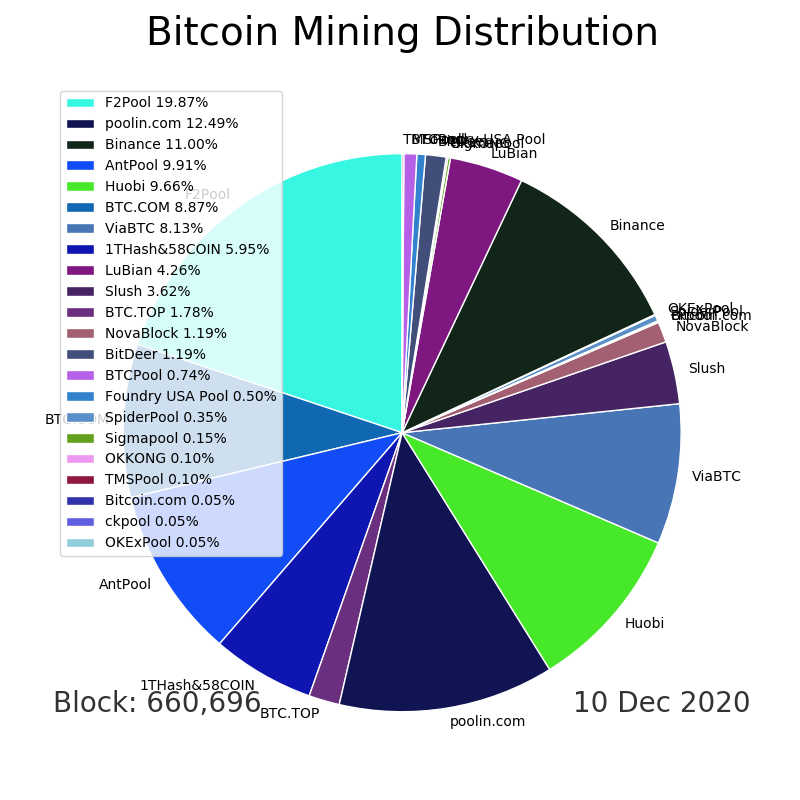 Bitcoin Mining Distribution
F2Pool 19.87%
poolin.com 12.49%
Binance 11.00%
AntPool 9.91%
Huobi 9.66%
BTC.COM 8.87%
ViaBTC 8.13%
1THash&58COIN 5.95%
LuBian 4.26%
Slush 3.62%
BTC.TOP 1.78%
NovaBlock 1.19%
BitDeer 1.19%
BTCPool 0.74%
Foundry USA Pool 0.50%
SpiderPool 0.35%
Sigmapool 0.15%
OKKONG 0.10%
TMSPool 0.10%
Bitcoin.com 0.05%
ckpool 0.05%
OKExPool 0.05%
F2Pool
LuBian
Binance
OKExPool
NovaBlock
Slush
ViaBTC
Huobi
poolin.com
BTC.TOP
1THash&58COIN
AntPool
Block: 660,696
10 Dec 2020